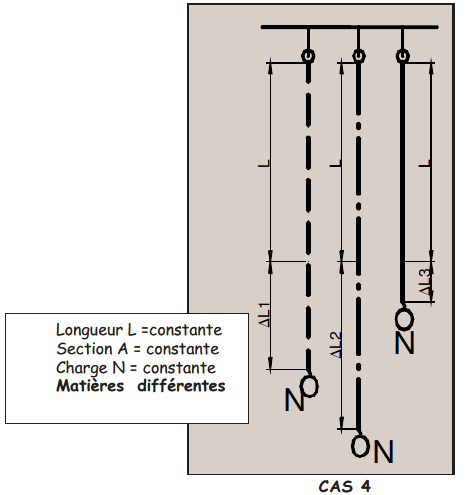 L
L
L
ΔL1
ΔL2
ΔL3
N
N
N
Longueur L =constante
Section A = constante
Charge N = constante
Matières différentes
CAS 4